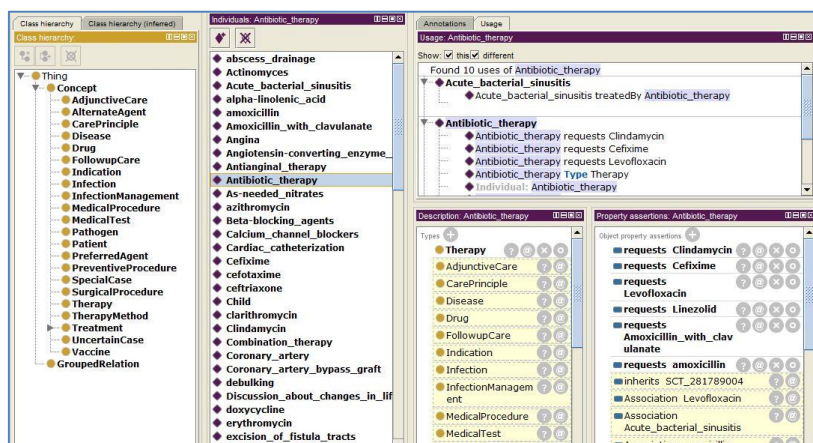 Class hierarchy
Class hierarchy (inferred)
Class hierarchy:
Thing
Concept
AdjunctiveCare
AlternateAgent
CarePrinciple
Disease
Drug
FollowupCare
Indication
Infection
InfectionManagement
MedicalProcedure
MedicalTest
Pathogen
Patient
PreferredAgent
PreventiveProcedure
SpecialCase
SurgicalProcedure
Therapy
TherapyMethod
Treatment
UncertainCase
Vaccine
GroupedRelation
Individuals: Antibiotic_therapy
abscess_drainage
Actinomyces
Acute_bacterial_sinusitis
alpha-linolenic_acid
amoxicillin
Amoxicillin_with_clavulanate
Angina
Angiotensin-converting_enzyme_
Antianginal_therapy
Antibiotic_therapy
As-needed_nitrates
azithromycin
Beta-blocking_agents
Calcium_channel_blockers
Cardiac_catheterization
Cefixime
cefotaxime
ceftriaxone
Child
clarithromycin
Clindamycin
Combination_therapy
Coronary_artery
Coronary_artery_bypass_graft
debulking
Discussion_about_changes_in_lif
doxycycline
erythromycin
excision_of_fistula_tracts
Annotations
Usage
Usage: Antibiotic_therapy
Show: this different
Found 10 uses of Antibiotic_therapy
Acute_bacterial_sinusitis
Acute_bacterial_sinusitis treatedBy Antibiotic_therapy
Antibiotic_therapy
Antibiotic_therapy requests Clindamycin
Antibiotic_therapy requests Cefixime
Antibiotic_therapy requests Levofloxacin
Antibiotic_therapy Type Therapy
Individual: Antibiotic_therapy
Description: Antibiotic_therapy
Types
Therapy
AdjunctiveCare
CarePrinciple
Disease
Drug
FollowupCare
Indication
Infection
InfectionManagem
ent
MedicalProcedure
MedicalTest
Property assertions: Antibiotic_therapy
Object property assertions
requests Clindamycin
requests Cefixime
requests
Levofloxacin
requests Linezolid
requests
Amoxicillin_with_clav
ulanate
requests amoxicillin
inherits SCT_281789004
Association Levofloxacin
Association
Acute_bacterial_sinusitis